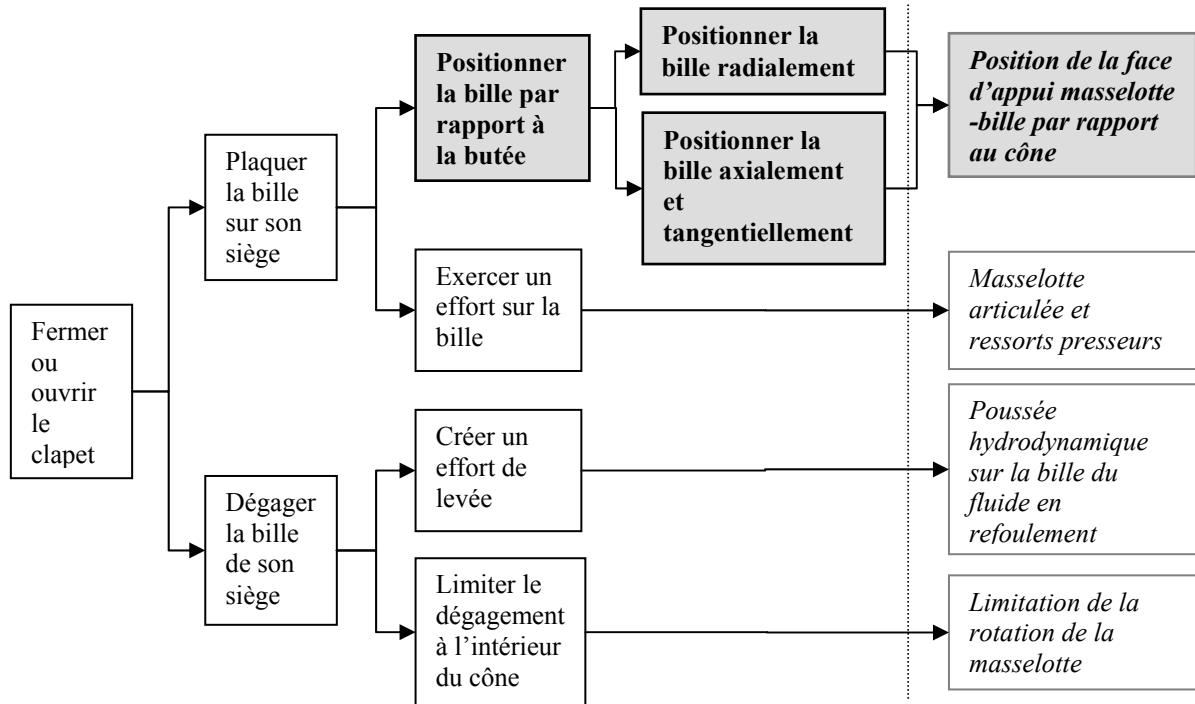 Fermer
ou
ouvrir
le
clapet
Plaquer
la bille
sur son
siège
Positionner
la bille par
rapport à
la butée
Positionner la
bille radialement
Positionner la
bille axialement
et
tangentiellement
Position de la face
d’appui masselotte
-bille par rapport
au cône
Exercer un
effort sur la
bille
Masselotte
articulée et
ressorts presseurs
Dégager
la bille
de son
siège
Créer un
effort de
levée
Poussée
hydrodynamique
sur la bille du
fluide en
refoulement
Limiter le
dégagement
à l’intérieur
du cône
Limitation de la
rotation de la
masselotte